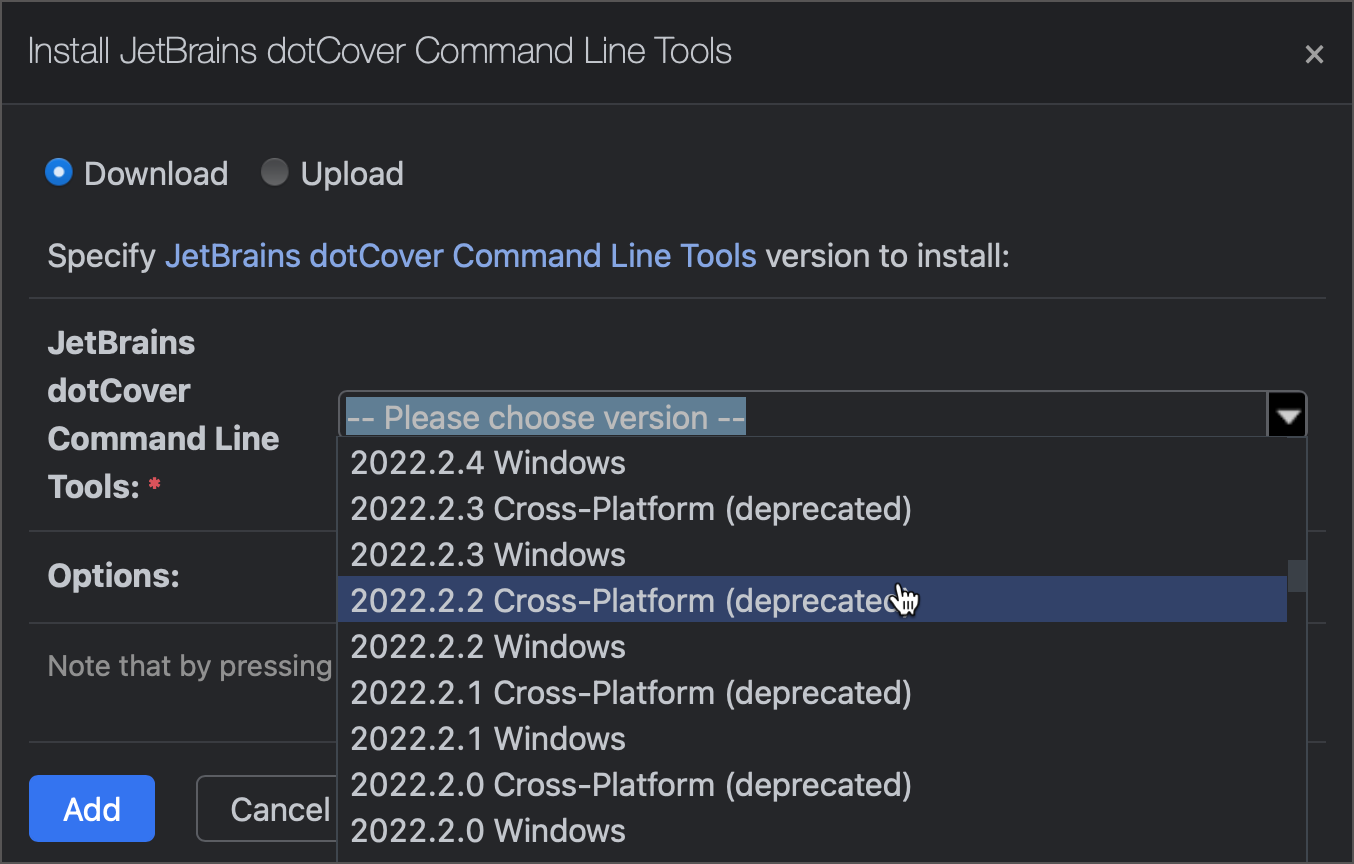 Install JetBrains dotCover Command Line Tools
Download Upload
Specify JetBrains dotCover Command Line Tools version to install:
JetBrains
dotCover
Command Line
Tools: *
-- Please choose version --
2022.2.4 Windows
2022.2.3 Cross-Platform (deprecated)
2022.2.3 Windows
2022.2.2 Cross-Platform (deprecated)
2022.2.2 Windows
2022.2.1 Cross-Platform (deprecated)
2022.2.1 Windows
2022.2.0 Cross-Platform (deprecated)
2022.2.0 Windows
Options:
Note that by pressing
Add Cancel